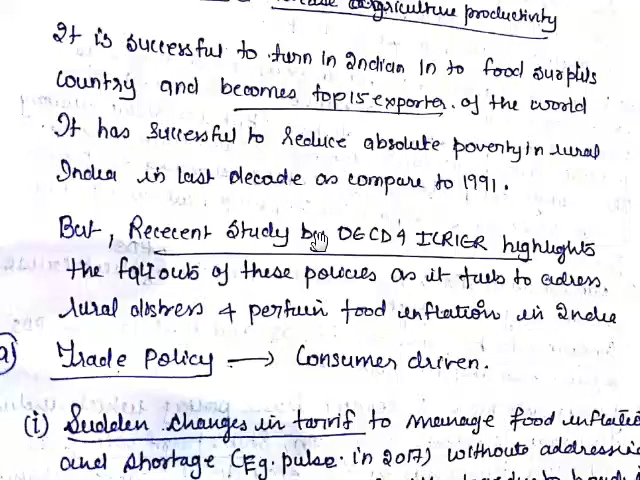 agriculture productivity
It is successful to turn in Indian in to food surplus
country and becomes top 15 exporter. of the world
It has successful to reduce absolute poverty in rural
India in last decade as compare to 1991.
But, Rececent study by OECD & ICRIER highlights
the fallouts of these policies as it fails to adress.
rural distress & food inflation in India
a) Trade Policy → Consumer driven.
(i) Sudden changes in tarrif to manage food inflatio
and shortage (Eg. pulse in 2017) without addressin